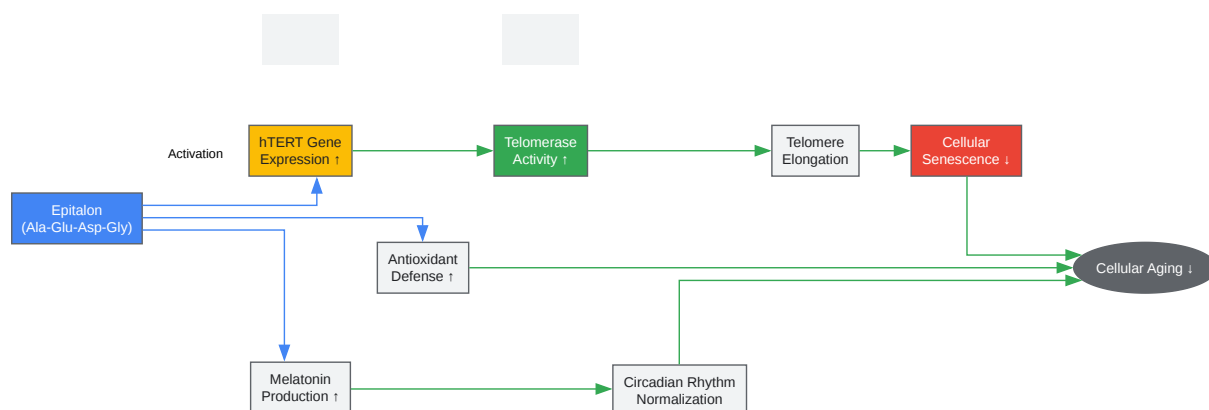 Activation
hTERT Gene
Expression ↑
Telomerase
Activity ↑
Telomere
Elongation
Cellular
Senescence ↓
Epitalon
(Ala-Glu-Asp-Gly)
Antioxidant
Defense ↑
Cellular Aging ↓
Melatonin
Production ↑
Circadian Rhythm
Normalization